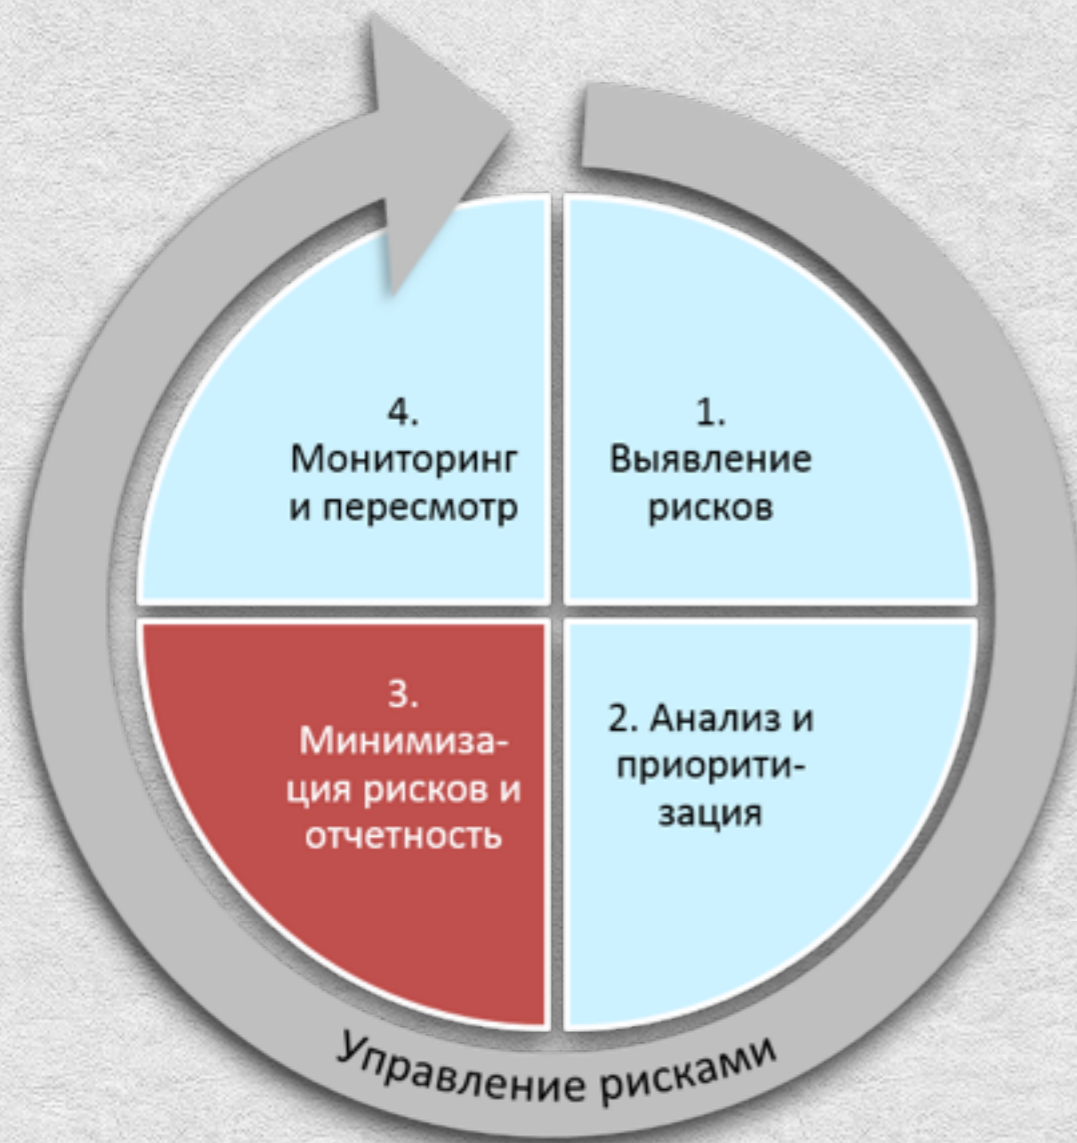 1.
Выявление
рисков
2. Анализ и
приорити-
зация
3.
Минимиза-
ция рисков и
отчетность
4.
Мониторинг
и пересмотр
Управление рисками